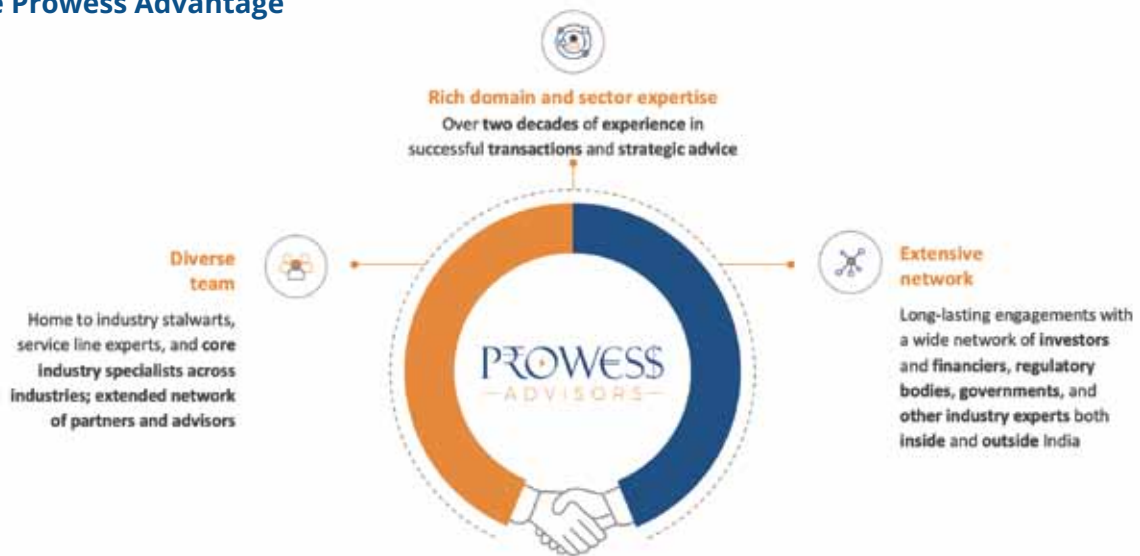 e Prowess Advantage
Rich domain and sector expertise
Over two decades of experience in
successful transactions and strategic advice
Diverse
team
Home to industry stalwarts,
service line experts, and core
industry specialists across
industries; extended network
of partners and advisors
Extensive
network
Long-lasting engagements with
a wide network of investors
and financiers, regulatory
bodies, governments, and
other industry experts both
inside and outside India
PROWESS
ADVISORS